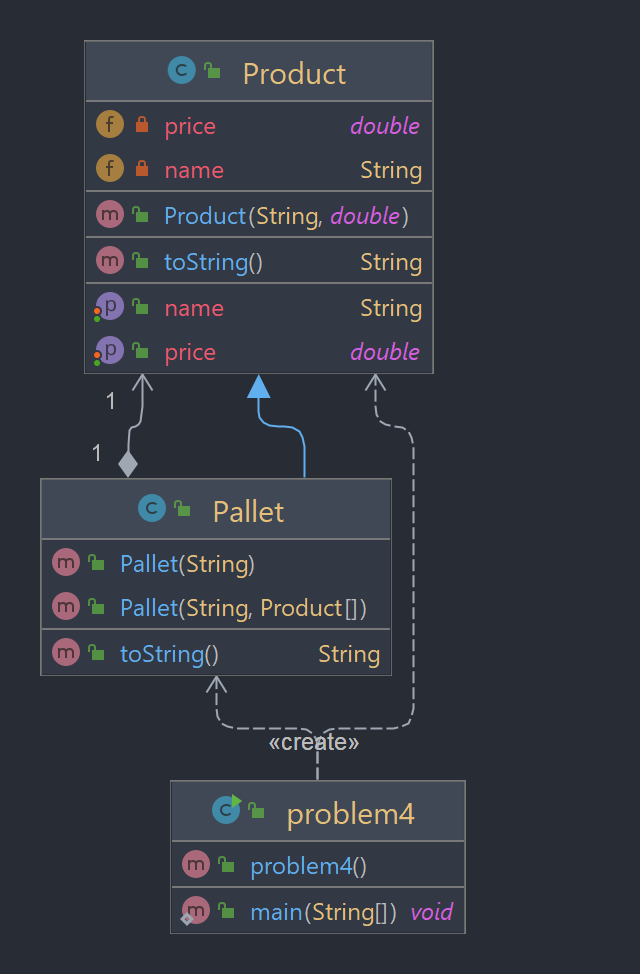 Product
price double
name String
Product(String, double)
toString() String
name String
price double
1
1
Pallet
Pallet(String)
Pallet(String, Product[])
toString() String
«create»
problem4
problem4()
main(String[]) void